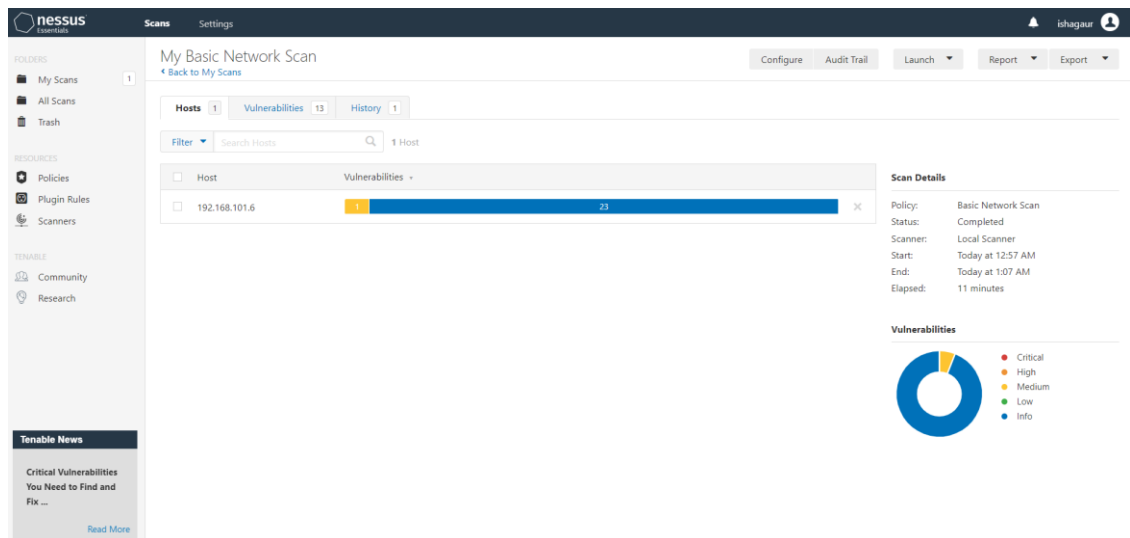 nessus
Essentials
Scans
Settings
ishagaur
FOLDERS
My Scans
1
All Scans
Trash
RESOURCES
Policies
Plugin Rules
Scanners
TENABLE
Community
Research
Tenable News
Critical Vulnerabilities
You Need to Find and
Fix ...
Read More
My Basic Network Scan
Back to My Scans
Configure
Audit Trail
Launch
Report
Export
Hosts 1
Vulnerabilities 13
History 1
Filter
Search Hosts
1 Host
Host
Vulnerabilities
192.168.101.6
1
23
Scan Details
Policy: Basic Network Scan
Status: Completed
Scanner: Local Scanner
Start: Today at 12:57 AM
End: Today at 1:07 AM
Elapsed: 11 minutes
Vulnerabilities
Critical
High
Medium
Low
Info